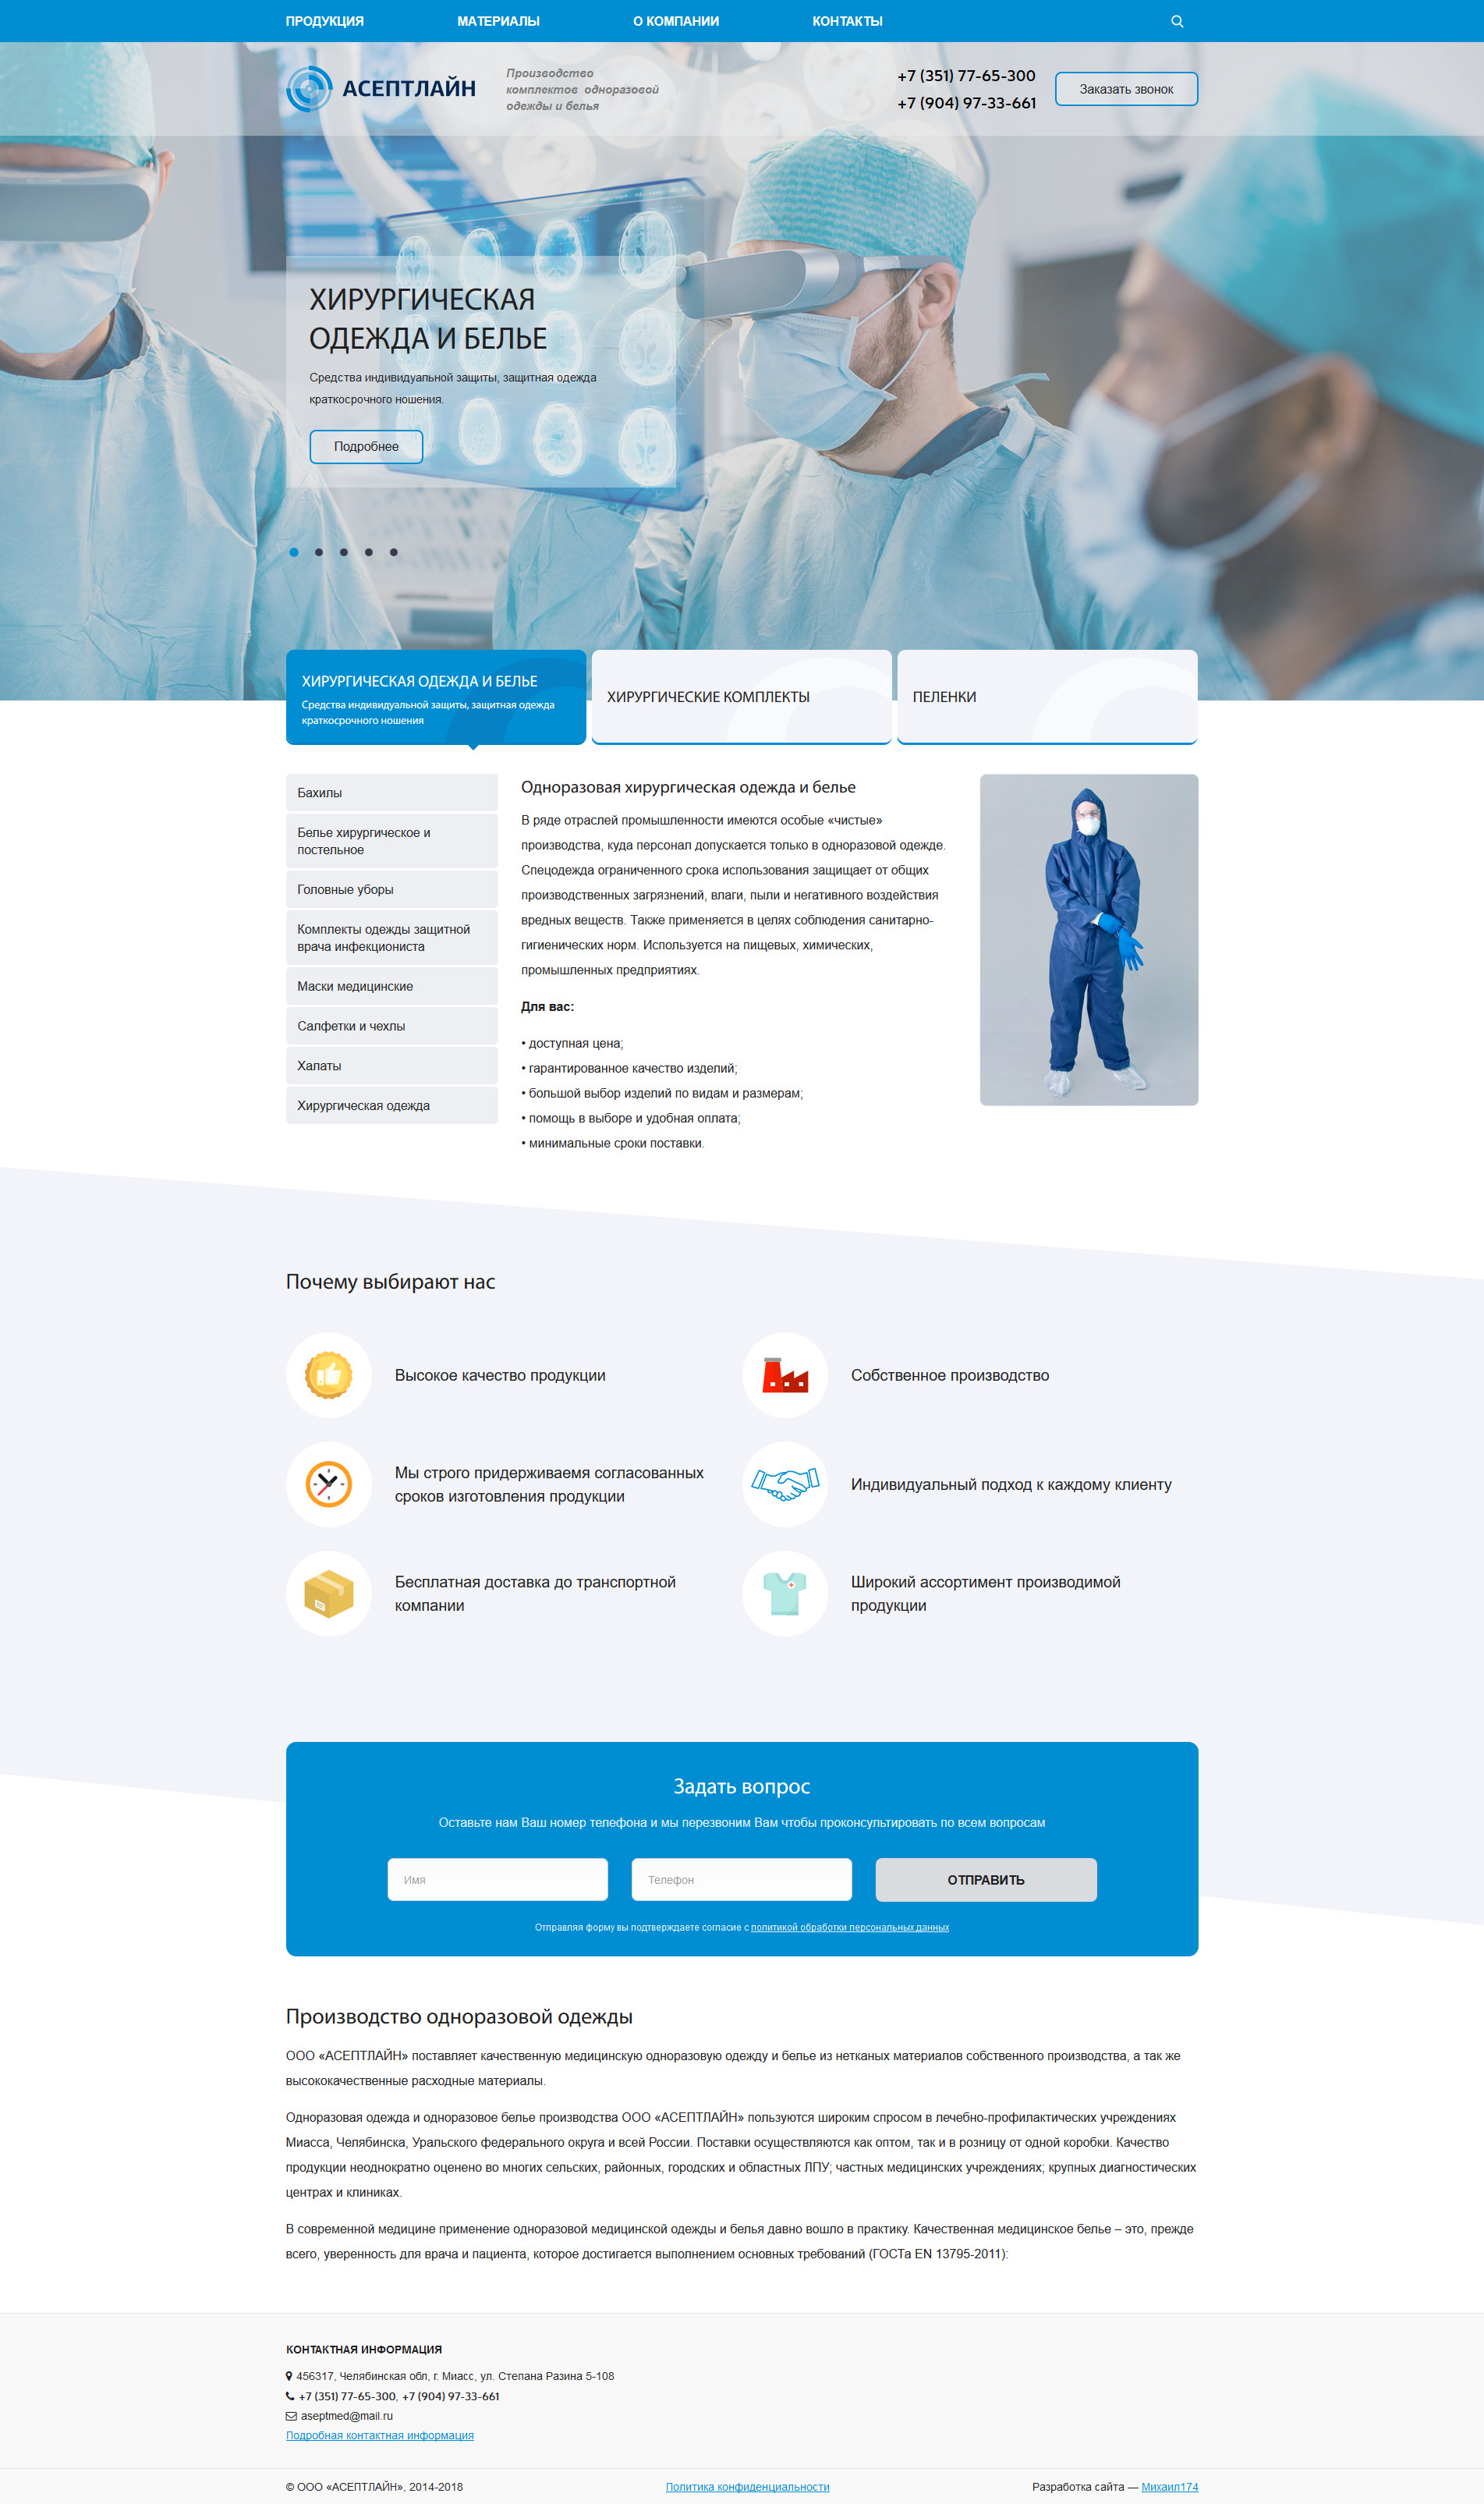 ПРОДУКЦИЯ МАТЕРИАЛЫ О КОМПАНИИ КОНТАКТЫ
АСЕПТЛАЙН
Производство
комплектов одноразовой
одежды и белья
+7 (351) 77-65-300
+7 (904) 97-33-661
Заказать звонок
ХИРУРГИЧЕСКАЯ
ОДЕЖДА И БЕЛЬЕ
Средства индивидуальной защиты, защитная одежда
краткосрочного ношения.
Подробнее
ХИРУРГИЧЕСКАЯ ОДЕЖДА И БЕЛЬЕ
Средства индивидуальной защиты, защитная одежда
краткосрочного ношения
ХИРУРГИЧЕСКИЕ КОМПЛЕКТЫ
ПЕЛЕНКИ
Бахилы
Белье хирургическое и
постельное
Головные уборы
Комплекты одежды защитной
врача инфекциониста
Маски медицинские
Салфетки и чехлы
Халаты
Хирургическая одежда
Одноразовая хирургическая одежда и белье
В ряде отраслей промышленности имеются особые «чистые»
производства, куда персонал допускается только в одноразовой одежде.
Спецодежда ограниченного срока использования защищает от общих
производственных загрязнений, влаги, пыли и негативного воздействия
вредных веществ. Также применяется в целях соблюдения санитарно-
гигиенических норм. Используется на пищевых, химических,
промышленных предприятиях.
Для вас:
• доступная цена;
• гарантированное качество изделий;
• большой выбор изделий по видам и размерам;
• помощь в выборе и удобная оплата;
• минимальные сроки поставки.
Почему выбирают нас
Высокое качество продукции
Собственное производство
Мы строго придерживаемя согласованных
сроков изготовления продукции
Индивидуальный подход к каждому клиенту
Бесплатная доставка до транспортной
компании
Широкий ассортимент производимой
продукции
Задать вопрос
Оставьте нам Ваш номер телефона и мы перезвоним Вам чтобы проконсультировать по всем вопросам
Имя
Телефон
ОТПРАВИТЬ
Отправляя форму вы подтверждаете согласие с политикой обработки персональных данных
Производство одноразовой одежды
ООО «АСЕПТЛАЙН» поставляет качественную медицинскую одноразовую одежду и белье из нетканых материалов собственного производства, а так же
высококачественные расходные материалы.
Одноразовая одежда и одноразовое белье производства ООО «АСЕПТЛАЙН» пользуются широким спросом в лечебно-профилактических учреждениях
Миасса, Челябинска, Уральского федерального округа и всей России. Поставки осуществляются как оптом, так и в розницу от одной коробки. Качество
продукции неоднократно оценено во многих сельских, районных, городских и областных ЛПУ; частных медицинских учреждениях; крупных диагностических
центрах и клиниках.
В современной медицине применение одноразовой медицинской одежды и белья давно вошло в практику. Качественная медицинское белье – это, прежде
всего, уверенность для врача и пациента, которое достигается выполнением основных требований (ГОСТа EN 13795-2011):
КОНТАКТНАЯ ИНФОРМАЦИЯ
456317, Челябинская обл, г. Миасс, ул. Степана Разина 5-108
+7 (351) 77-65-300, +7 (904) 97-33-661
aseptmed@mail.ru
Подробная контактная информация
© ООО «АСЕПТЛАЙН», 2014-2018
Политика конфиденциальности
Разработка сайта — Михаил174